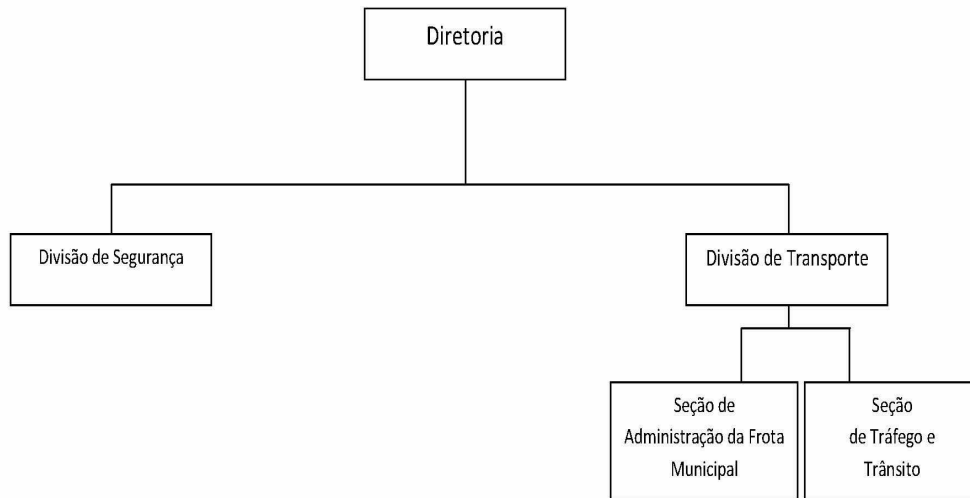 Diretoria
Divisão de Segurança
Divisão de Transporte
Seção de
Administração da Frota
Municipal
Seção
de Tráfego e
Trânsito